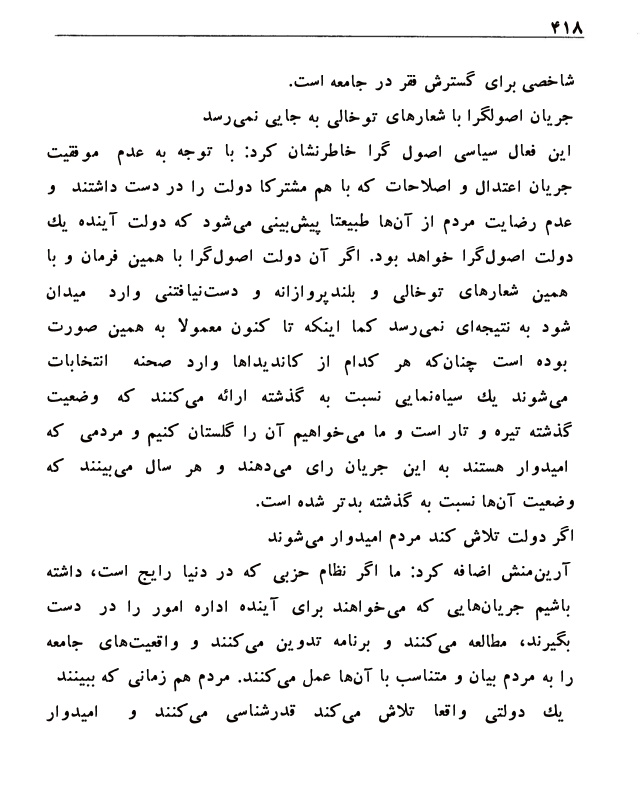 ۴۱۸
شاخصی برای گسترش فقر در جامعه است.
جریان اصولگرا با شعارهای توخالی به جایی نمی‌رسد
این فعال سیاسی اصول گرا خاطرنشان کرد: با توجه به عدم موفقیت
جریان اعتدال و اصلاحات که با هم مشترکا دولت را در دست داشتند و
عدم رضایت مردم از آن‌ها طبیعتا پیش‌بینی می‌شود که دولت آینده یك
دولت اصول‌گرا خواهد بود. اگر آن دولت اصول‌گرا با همین فرمان و با
همین شعارهای توخالی و بلندپروازانه و دست‌نیافتنی وارد میدان
شود به نتیجه‌ای نمی‌رسد کما اینکه تا کنون معمولا به همین صورت
بوده است چنان‌که هر کدام از کاندیداها وارد صحنه انتخابات
می‌شوند یك سیاه‌نمایی نسبت به گذشته ارائه می‌کنند که وضعیت
گذشته تیره و تار است و ما می‌خواهیم آن را گلستان کنیم و مردمی که
امیدوار هستند به این جریان رای می‌دهند و هر سال می‌بینند که
وضعیت آن‌ها نسبت به گذشته بدتر شده است.
اگر دولت تلاش کند مردم امیدوار می‌شوند
آرین‌منش اضافه کرد: ما اگر نظام حزبی که در دنیا رایج است، داشته
باشیم جریان‌هایی که می‌خواهند برای آینده اداره امور را در دست
بگیرند، مطالعه می‌کنند و برنامه تدوین می‌کنند و واقعیت‌های جامعه
را به مردم بیان و متناسب با آن‌ها عمل می‌کنند. مردم هم زمانی که ببینند
یك دولتی واقعا تلاش می‌کند قدرشناسی می‌کنند و امیدوار